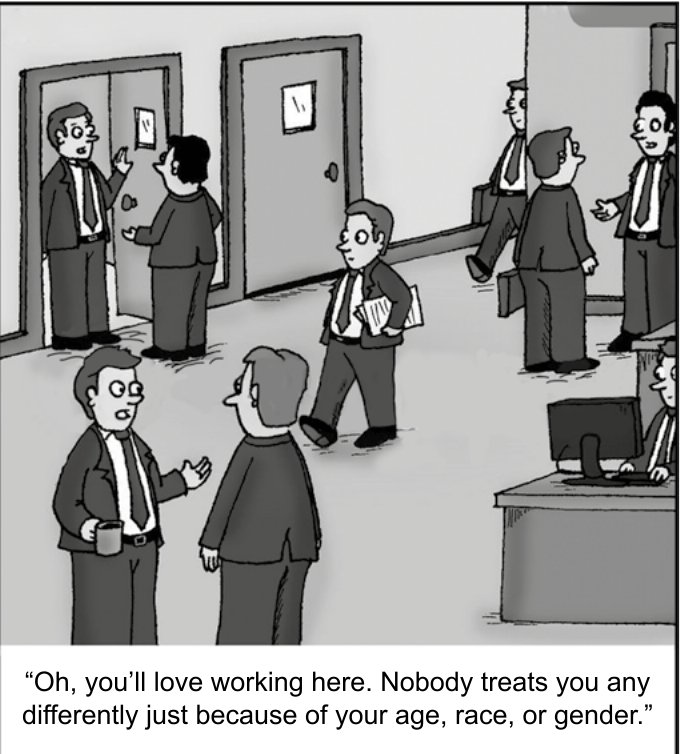 “Oh, you’ll love working here. Nobody treats you any
differently just because of your age, race, or gender.”